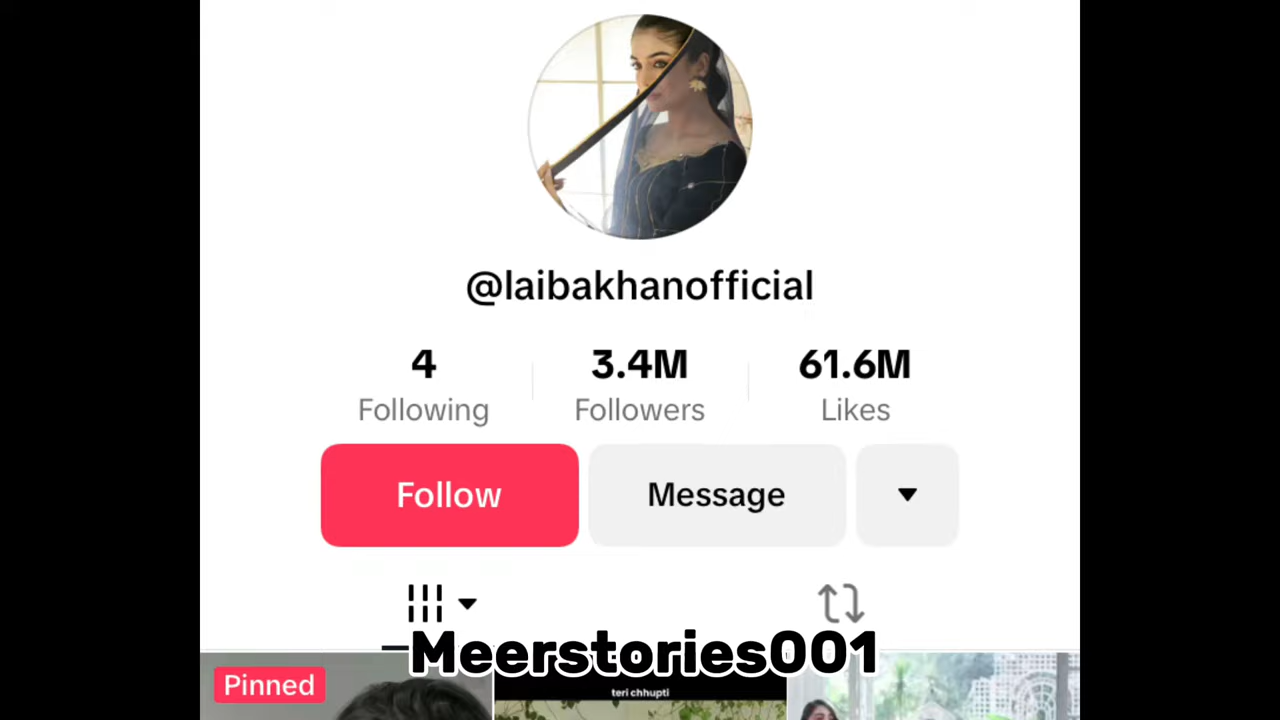 @laibakhanofficial
4 3.4M 61.6M
Following Followers Likes
Follow Message
Meerstories001
Pinned
teri chhupti